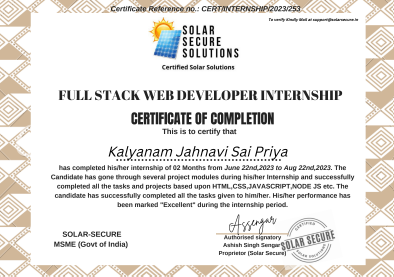 Certificate Reference no.: CERT/INTERNSHIP/2023/253
To verify Kindly Mail at support@solarsecure.in
SOLAR
SECURE
SOLUTIONS
Certified Solar Solutions
FULL STACK WEB DEVELOPER INTERNSHIP
CERTIFICATE OF COMPLETION
This is to certify that
Kalyanam Jahnavi Sai Priya
has completed his/her internship of 02 Months from June 22nd,2023 to Aug 22nd,2023. The
Candidate has gone through several project modules during his/her Internship and successfully
completed all the tasks and projects based upon HTML,CSS,JAVASCRIPT,NODE JS etc. The
candidate has successfully completed all the tasks given to him/her. His/her performance has
been marked "Excellent" during the internship period.
SOLAR-SECURE
MSME (Govt of India)
Authorised signatory
Ashish Singh Sengar
Proprietor (Solar Secure)
SOLAR SECURE